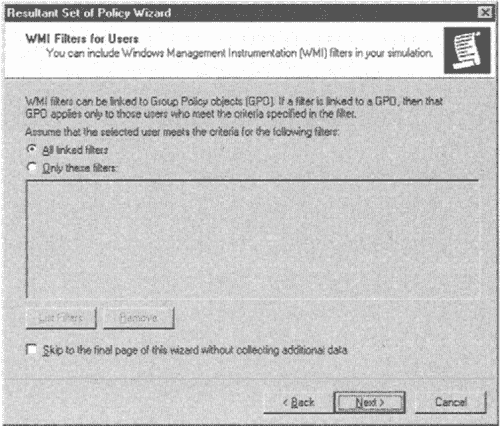 Resultant Set of Policy Wizard
WMI Filters for Users
You can include Windows Management Instrumentation (WMI) filters in your simulation.
WMI filters can be linked to Group Policy objects (GPO). If a filter is linked to a GPO, then that
GPO applies only to those users who meet the criteria specified in the filter.
Assume that the selected user meets the criteria for the following filters:
All linked filters
Only these filters:
List Filters Remove
Skip to the final page of this wizard without collecting additional data
< Back Next > Cancel